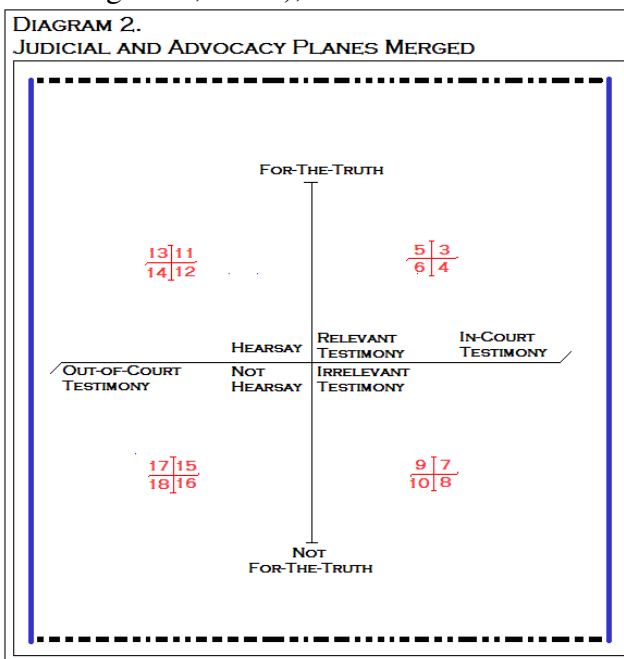 DIAGRAM 2.
JUDICIAL AND ADVOCACY PLANES MERGED
FOR-THE-TRUTH
13 11
14 12
5 3
6 4
HEARSAY
RELEVANT
TESTIMONY
IN-COURT
TESTIMONY
OUT-OF-COURT
TESTIMONY
NOT
HEARSAY
IRRELEVANT
TESTIMONY
17 15
18 16
9 7
10 8
NOT
FOR-THE-TRUTH